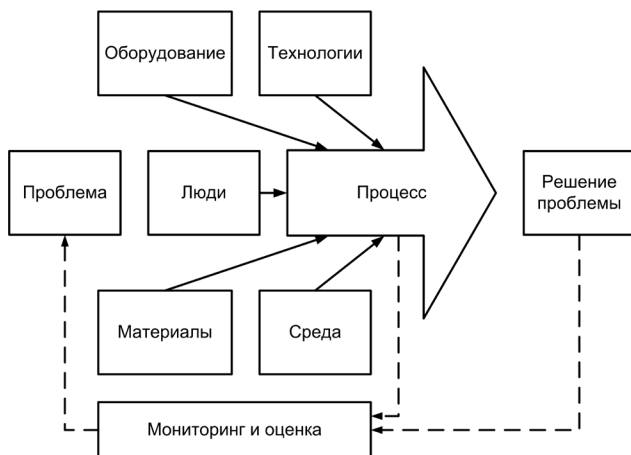 Оборудование
Технологии
Проблема
Люди
Процесс
Решение
проблемы
Материалы
Среда
Мониторинг и оценка